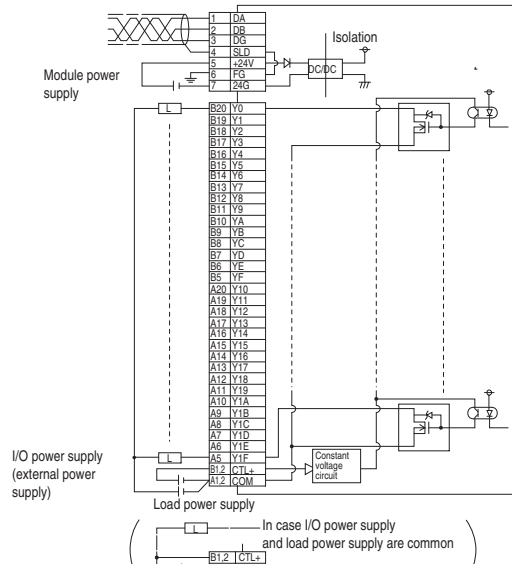 1 DA
2 DB
3 DG
4 SLD
5 +24V
6 FG
7 24G
Isolation
DC/DC
Module power
supply
L
B20 Y0
B19 Y1
B18 Y2
B17 Y3
B16 Y4
B15 Y5
B14 Y6
B13 Y7
B12 Y8
B11 Y9
B10 YA
B9 YB
B8 YC
B7 YD
B6 YE
B5 YF
A20 Y10
A19 Y11
A18 Y12
A17 Y13
A16 Y14
A15 Y15
A14 Y16
A13 Y17
A12 Y18
A11 Y19
A10 Y1A
A9 Y1B
A8 Y1C
A7 Y1D
A6 Y1E
L
A5 Y1F
B1,2 CTL+
A1,2 COM
Constant
voltage
circuit
I/O power supply
(external power
supply)
Load power supply
L
In case I/O power supply
and load power supply are common
B1,2 CTL+